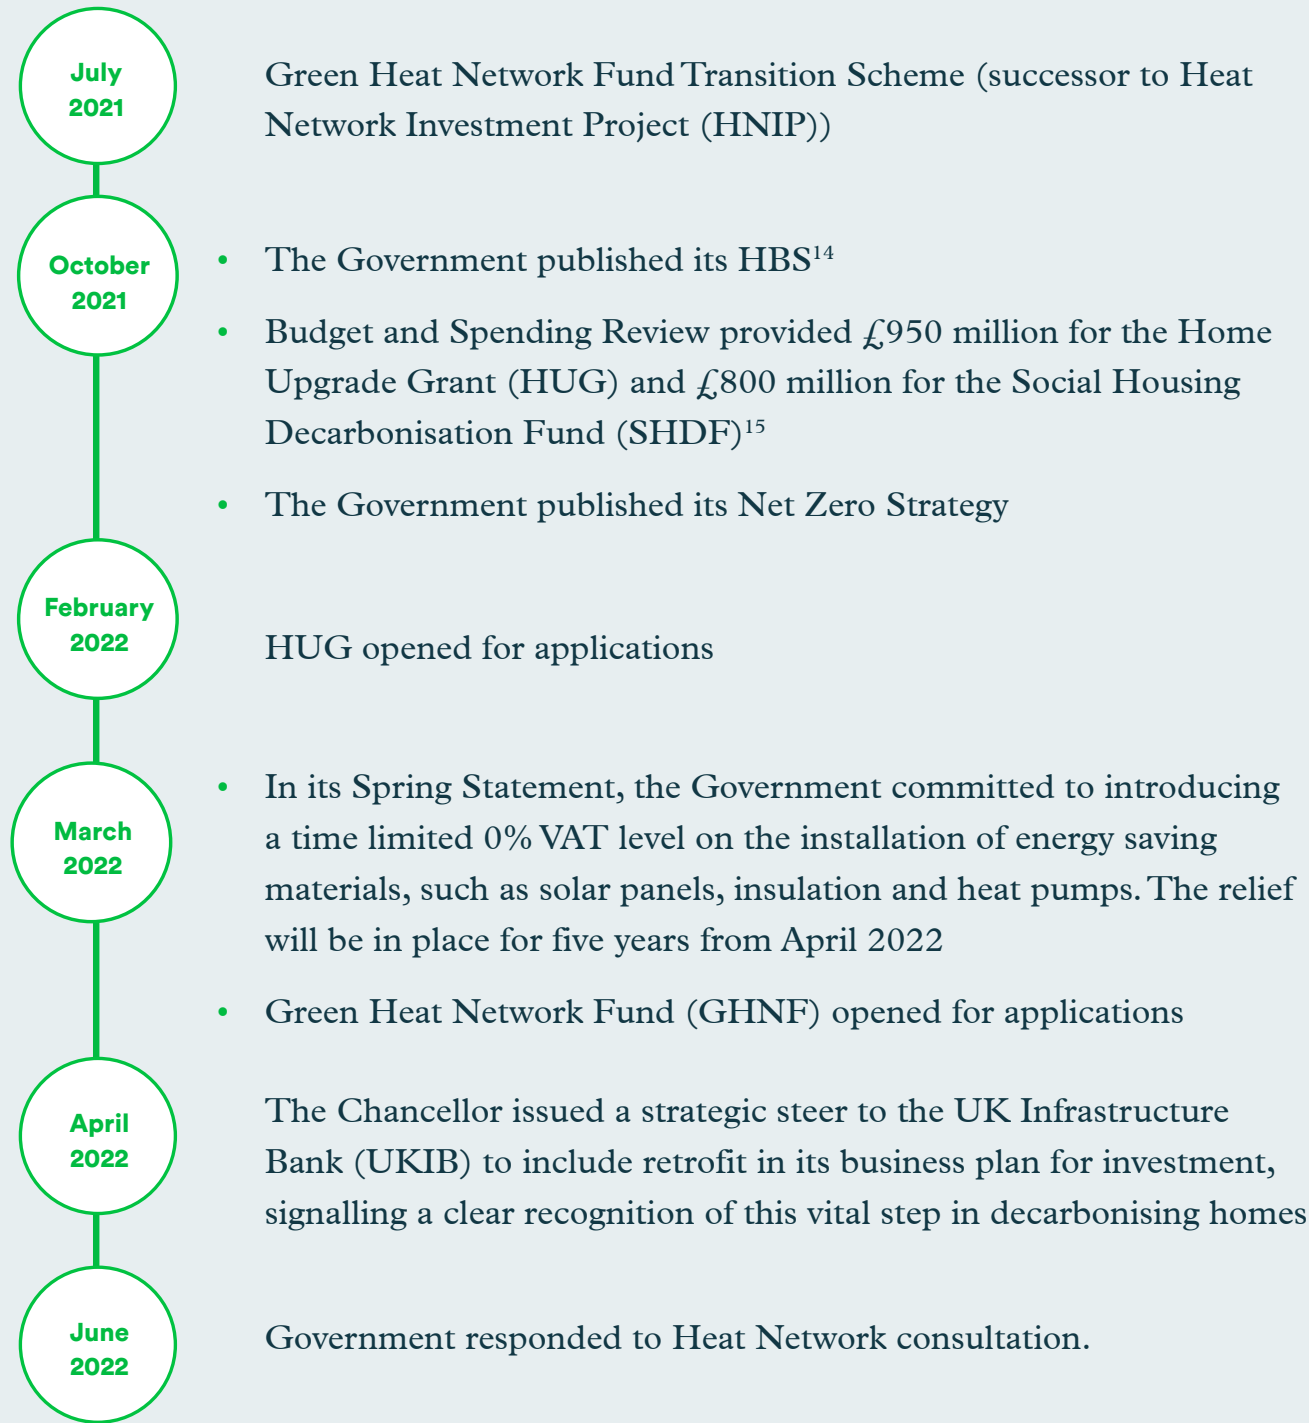 July
2021
Green Heat Network Fund Transition Scheme (successor to Heat
Network Investment Project (HNIP))
October
2021
• The Government published its HBS¹⁴
• Budget and Spending Review provided £950 million for the Home
Upgrade Grant (HUG) and £800 million for the Social Housing
Decarbonisation Fund (SHDF)¹⁵
• The Government published its Net Zero Strategy
February
2022
HUG opened for applications
March
2022
• In its Spring Statement, the Government committed to introducing
a time limited 0% VAT level on the installation of energy saving
materials, such as solar panels, insulation and heat pumps. The relief
will be in place for five years from April 2022
• Green Heat Network Fund (GHNF) opened for applications
April
2022
The Chancellor issued a strategic steer to the UK Infrastructure
Bank (UKIB) to include retrofit in its business plan for investment,
signalling a clear recognition of this vital step in decarbonising homes
June
2022
Government responded to Heat Network consultation.